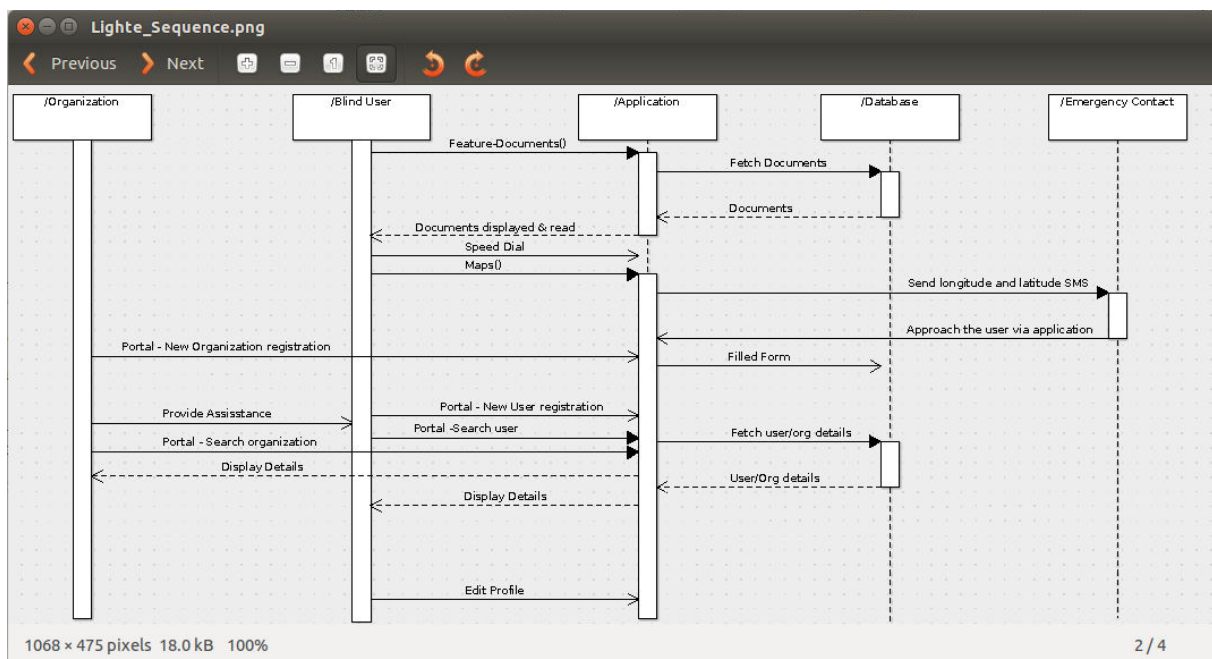 Lighte_Sequence.png
Previous Next
/Organization /Blind User /Application /Database /Emergency Contact
Feature-Documents()
Fetch Documents
Documents
Documents displayed & read
Speed Dial
Maps()
Send longitude and latitude SMS
Approach the user via application
Portal - New Organization registration
Filled Form
Portal - New User registration
Provide Assisstance
Portal -Search user
Fetch user/org details
Portal - Search organization
Display Details
User/Org details
Display Details
Edit Profile
1068 × 475 pixels 18.0 kB 100% 2 / 4